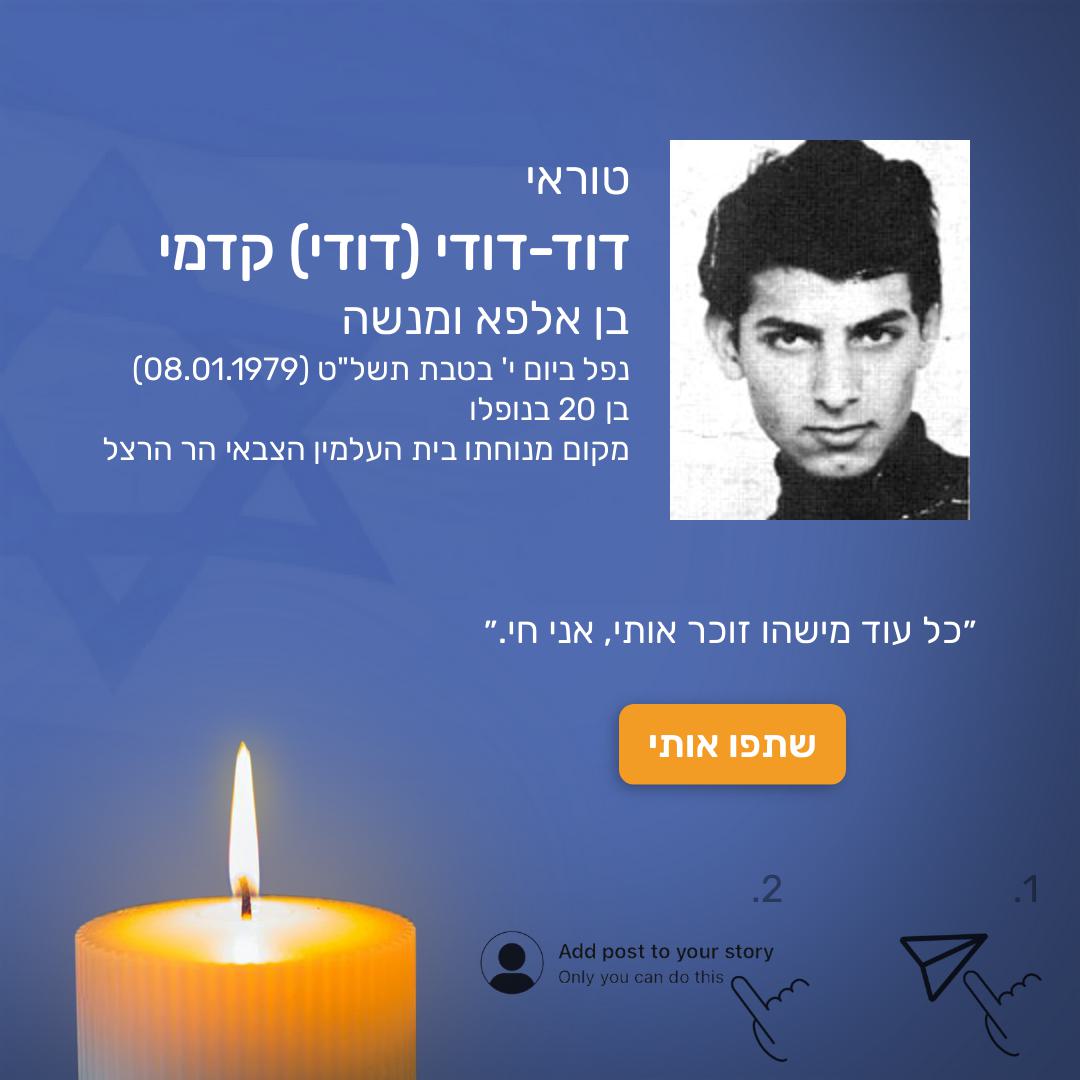 טוראי
דוד-דודי (דודי) קדמי
בן אלפא ומנשה
נפל ביום י' בטבת תשל"ט (08.01.1979)
בן 20 בנופלו
מקום מנוחתו בית העלמין הצבאי הר הרצל
״כל עוד מישהו זוכר אותי, אני חי.״
שתפו אותי
1.
2.
Add post to your story
Only you can do this